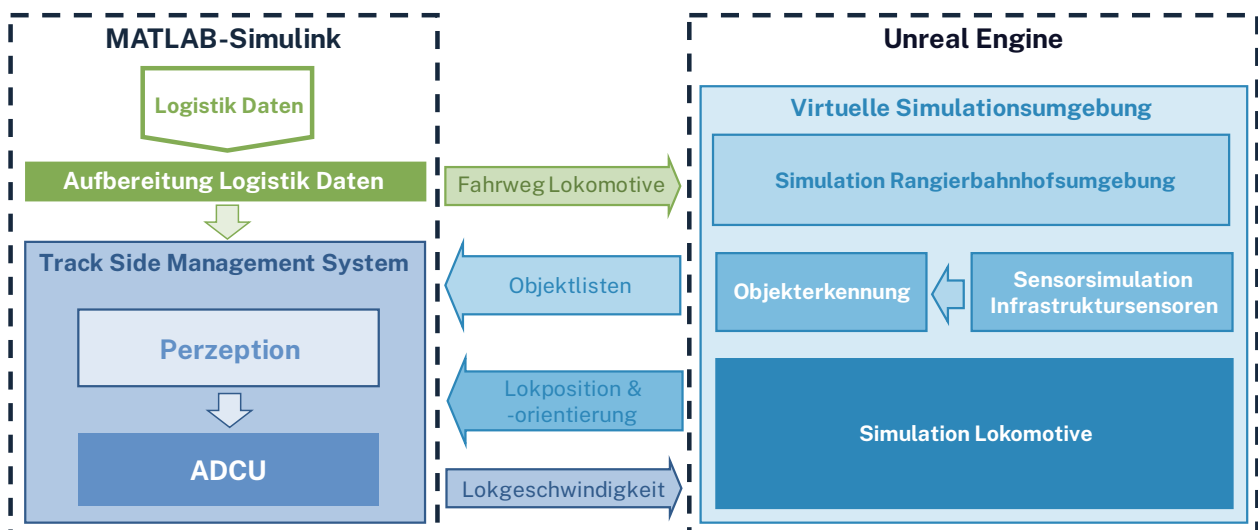 MATLAB-Simulink
Logistik Daten
Aufbereitung Logistik Daten
Track Side Management System
Perzeption
ADCU
Fahrweg Lokomotive
Objektlisten
Lokposition &
-orientierung
Lokgeschwindigkeit
Unreal Engine
Virtuelle Simulationsumgebung
Simulation Rangierbahnhofsumgebung
Objekterkennung
Sensorsimulation
Infrastruktursensoren
Simulation Lokomotive